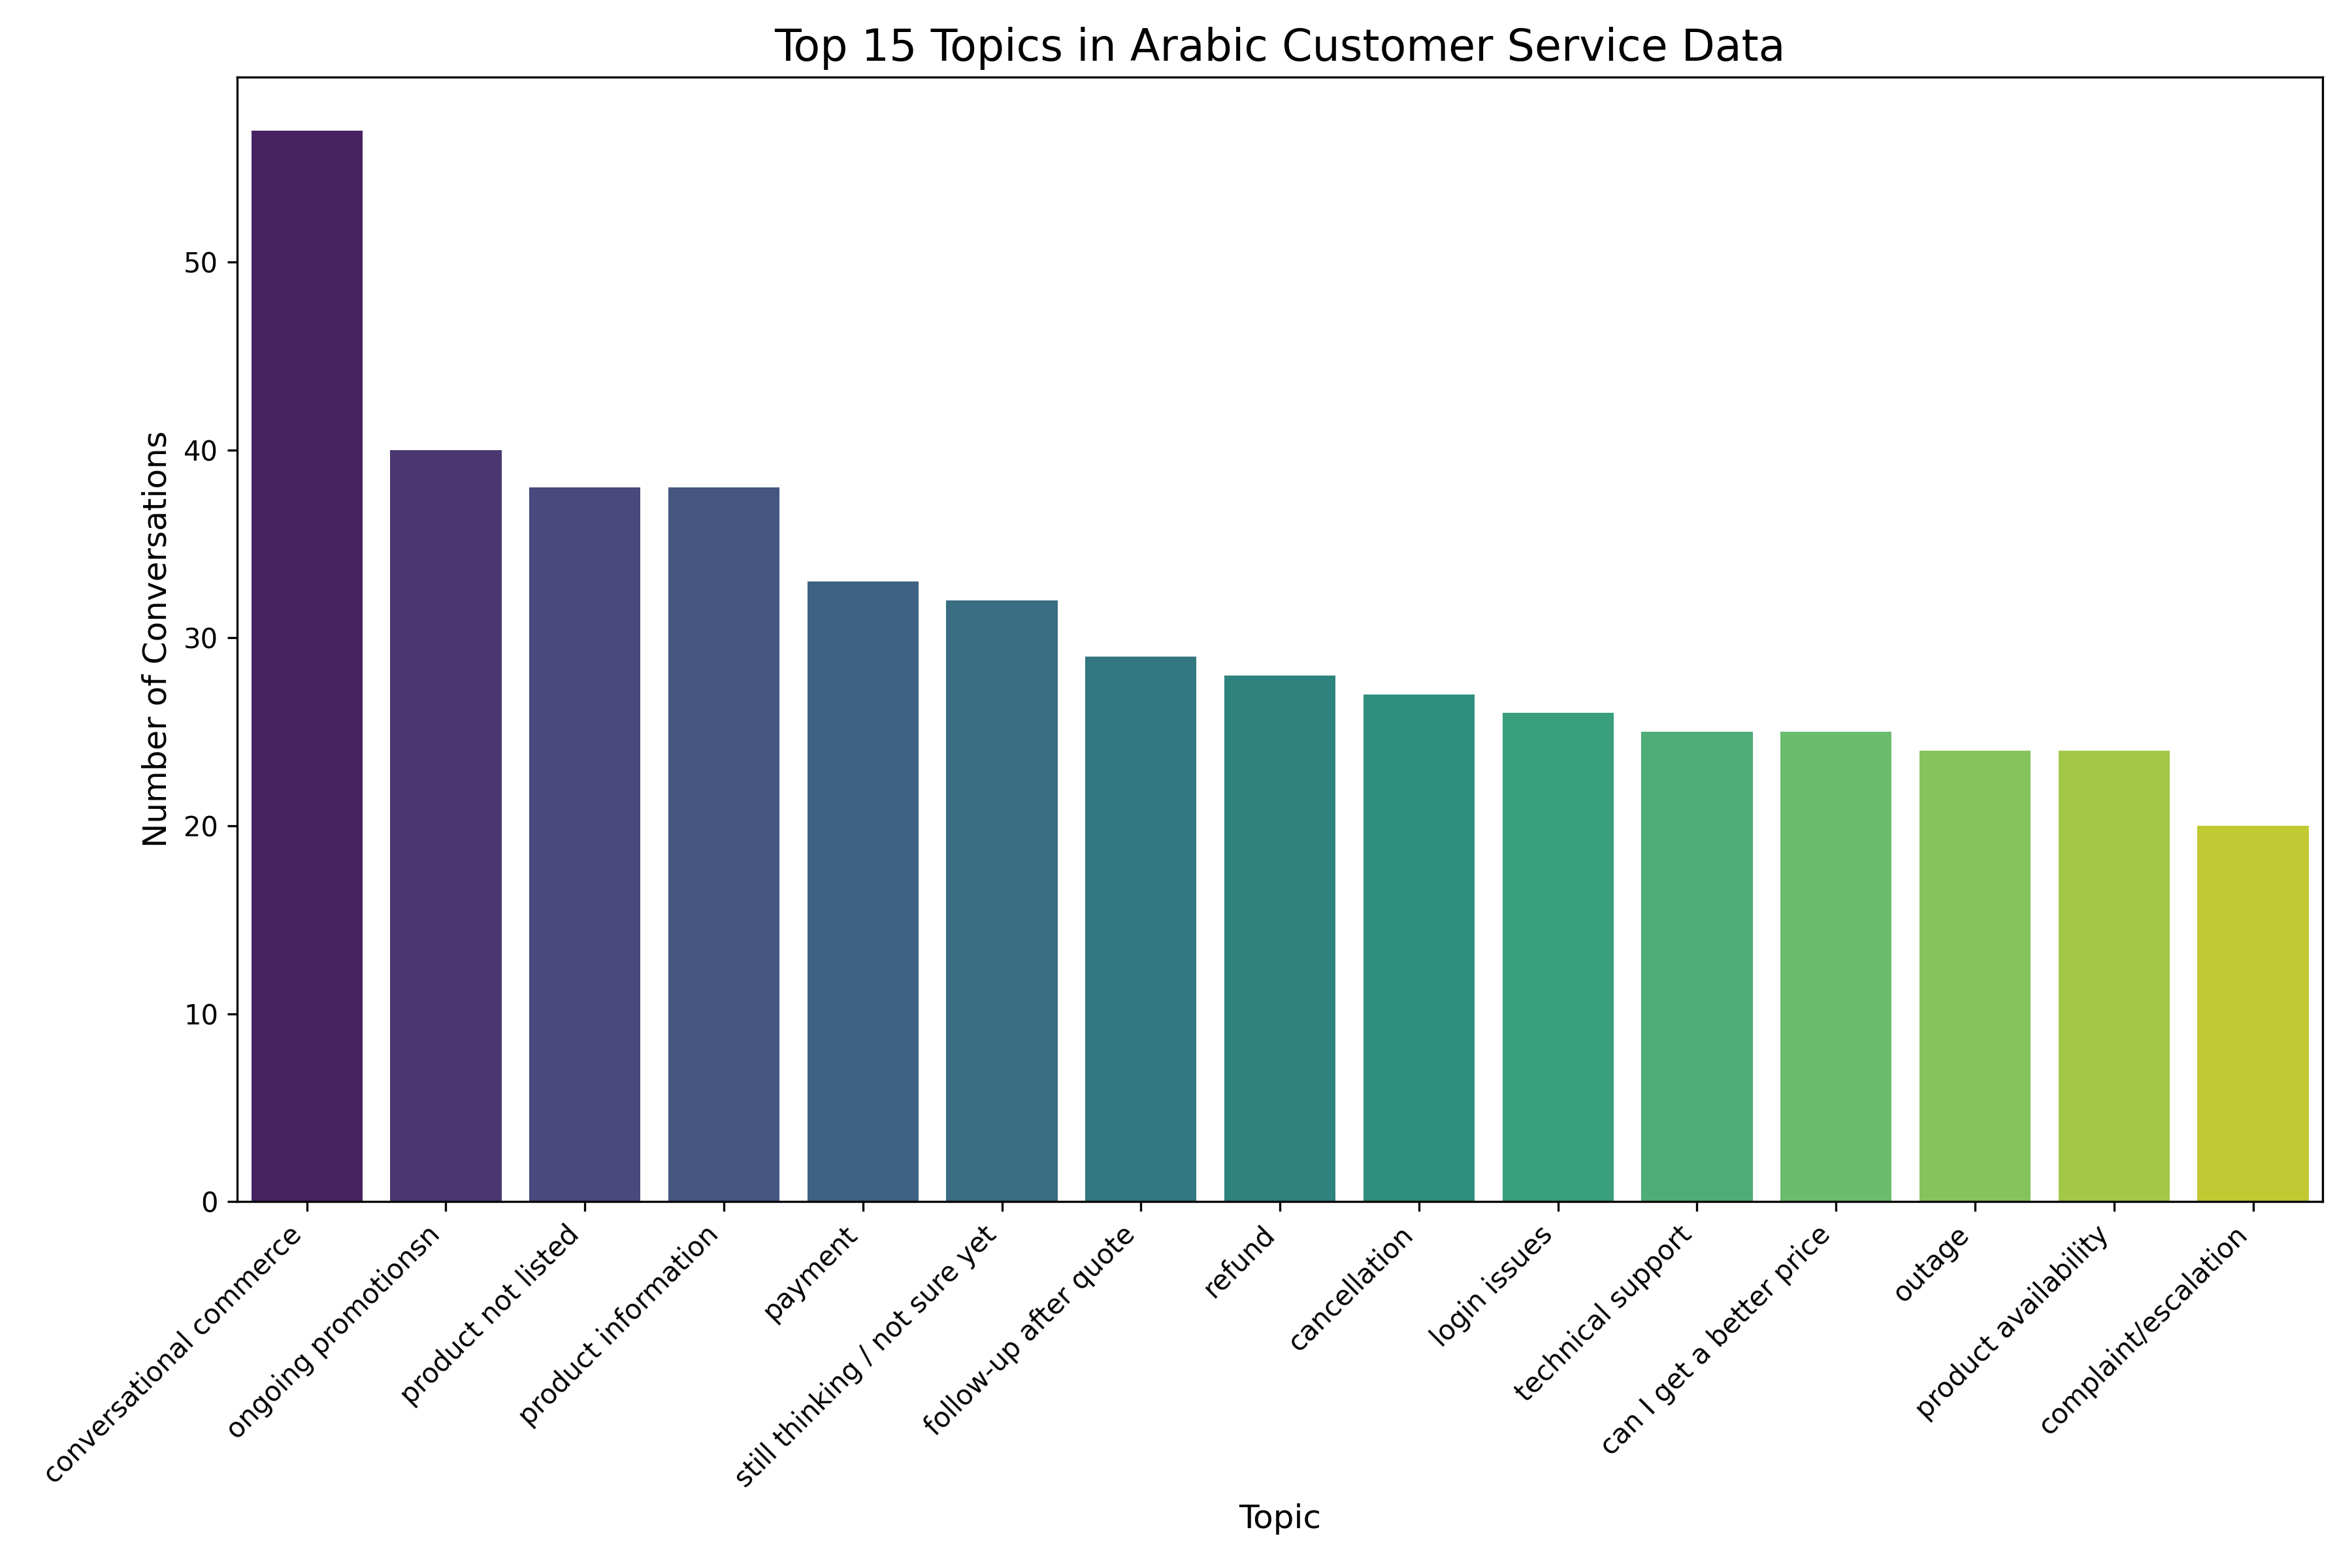 Top 15 Topics in Arabic Customer Service Data
Number of Conversations
50
40
30
20
10
0
conversational commerce
ongoing promotionsn
product not listed
product information
payment
still thinking / not sure yet
follow-up after quote
refund
cancellation
login issues
technical support
can I get a better price
outage
product availability
complaint/escalation
Topic